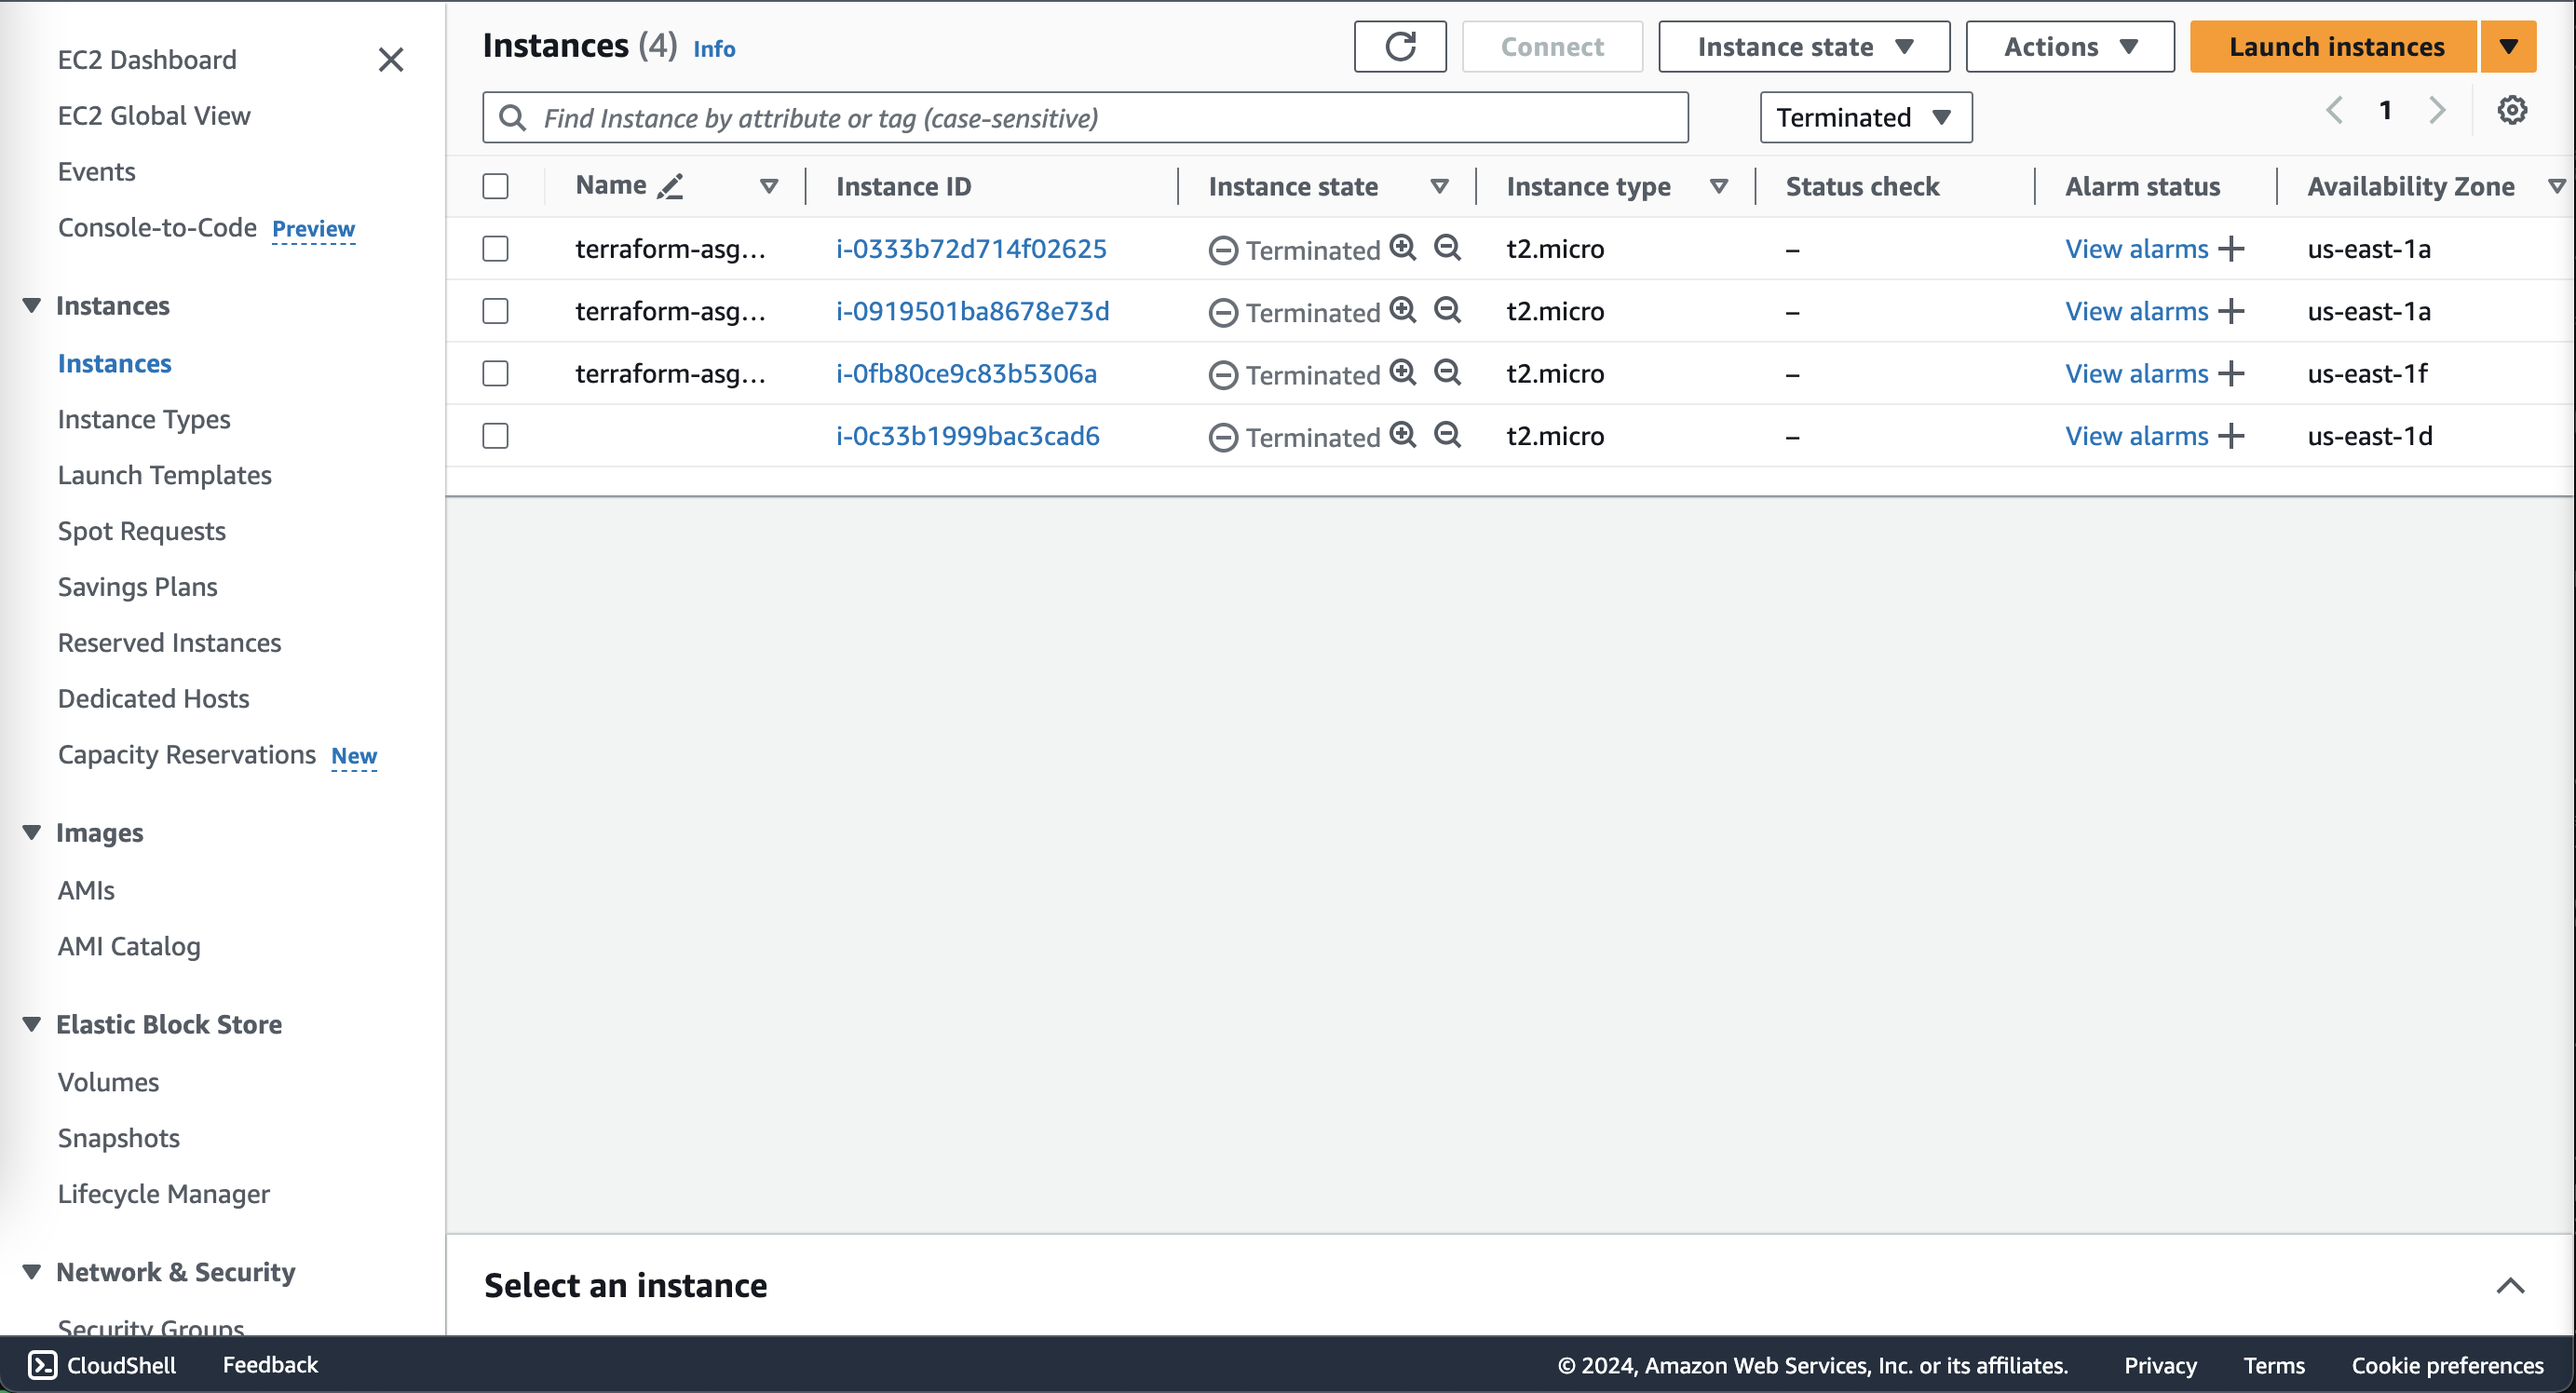 EC2 Dashboard
EC2 Global View
Events
Console-to-Code Preview
Instances
Instances
Instance Types
Launch Templates
Spot Requests
Savings Plans
Reserved Instances
Dedicated Hosts
Capacity Reservations New
Images
AMIs
AMI Catalog
Elastic Block Store
Volumes
Snapshots
Lifecycle Manager
Network & Security
Security Groups
Instances (4) Info
Connect Instance state Actions Launch instances
Find Instance by attribute or tag (case-sensitive) Terminated 1
Name Instance ID Instance state Instance type Status check Alarm status Availability Zone
terraform-asg... i-0333b72d714f02625 Terminated t2.micro – View alarms + us-east-1a
terraform-asg... i-0919501ba8678e73d Terminated t2.micro – View alarms + us-east-1a
terraform-asg... i-0fb80ce9c83b5306a Terminated t2.micro – View alarms + us-east-1f
i-0c33b1999bac3cad6 Terminated t2.micro – View alarms + us-east-1d
Select an instance
CloudShell Feedback © 2024, Amazon Web Services, Inc. or its affiliates. Privacy Terms Cookie preferences